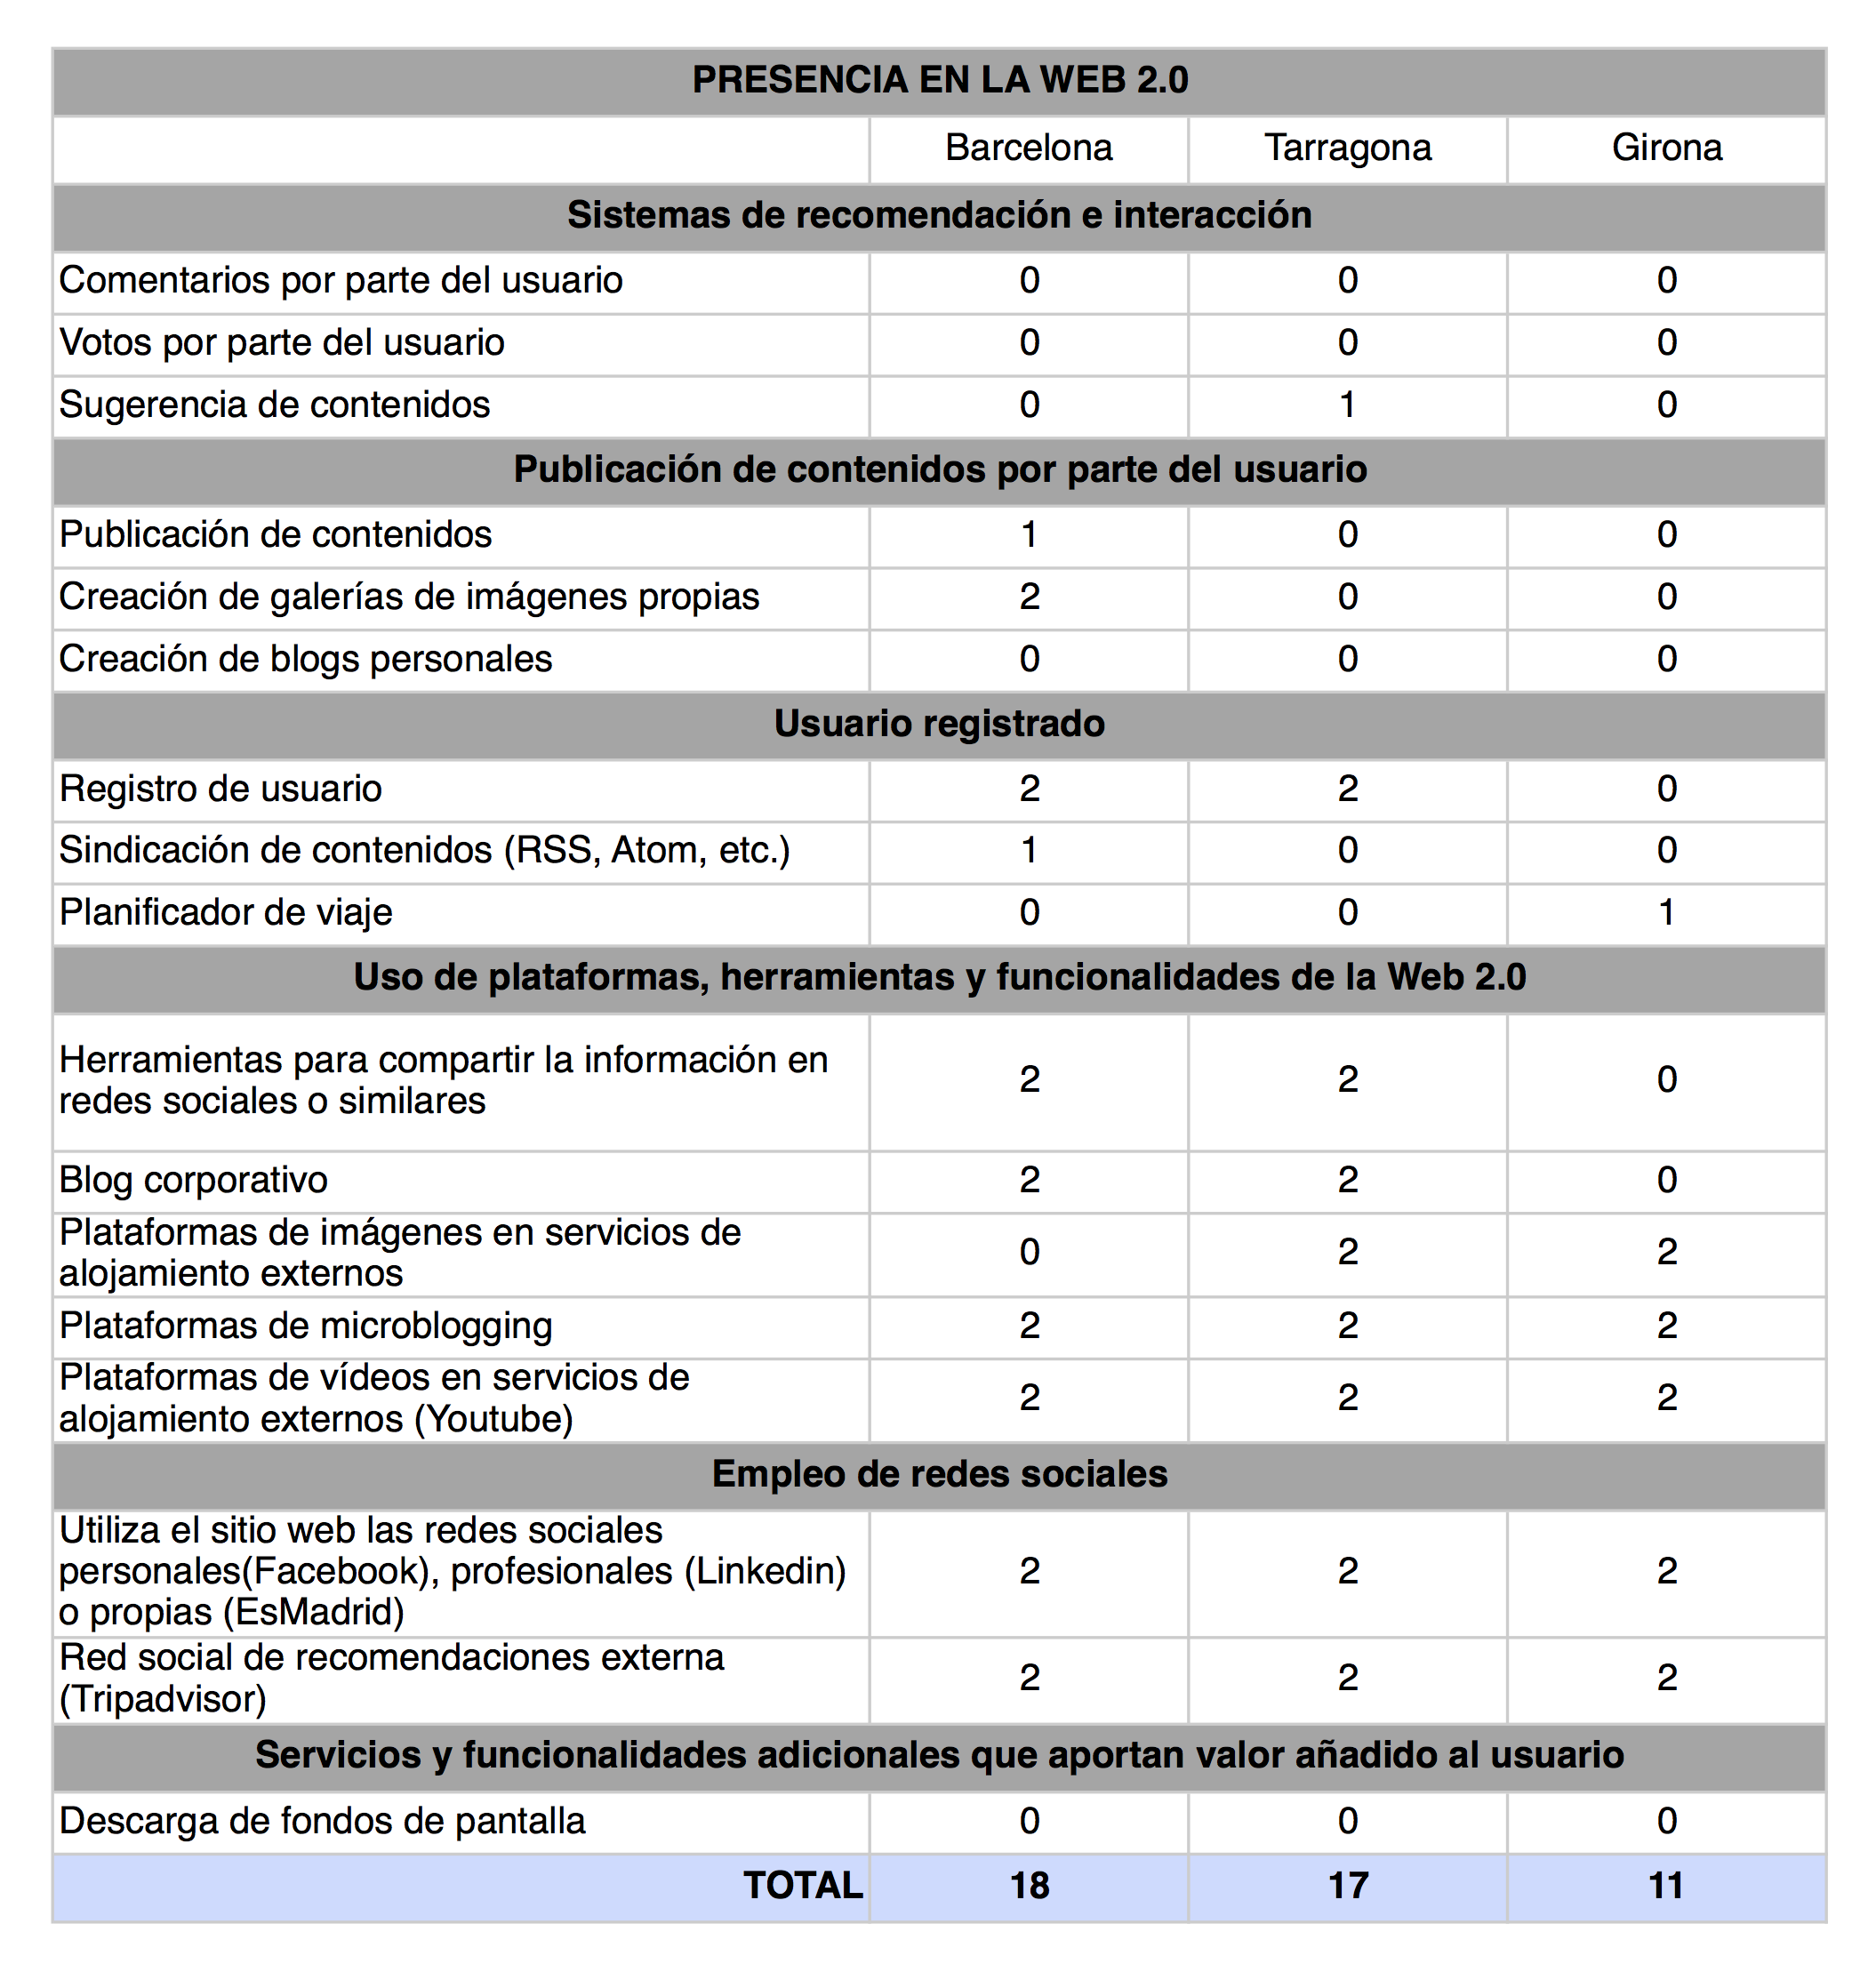 PRESENCIA EN LA WEB 2.0
Barcelona Tarragona Girona
Sistemas de recomendación e interacción
Comentarios por parte del usuario 0 0 0
Votos por parte del usuario 0 0 0
Sugerencia de contenidos 0 1 0
Publicación de contenidos por parte del usuario
Publicación de contenidos 1 0 0
Creación de galerías de imágenes propias 2 0 0
Creación de blogs personales 0 0 0
Usuario registrado
Registro de usuario 2 2 0
Sindicación de contenidos (RSS, Atom, etc.) 1 0 0
Planificador de viaje 0 0 1
Uso de plataformas, herramientas y funcionalidades de la Web 2.0
Herramientas para compartir la información en
redes sociales o similares 2 2 0
Blog corporativo 2 2 0
Plataformas de imágenes en servicios de
alojamiento externos 0 2 2
Plataformas de microblogging 2 2 2
Plataformas de vídeos en servicios de
alojamiento externos (Youtube) 2 2 2
Empleo de redes sociales
Utiliza el sitio web las redes sociales
personales(Facebook), profesionales (Linkedin) 2 2 2
o propias (EsMadrid)
Red social de recomendaciones externa
(Tripadvisor) 2 2 2
Servicios y funcionalidades adicionales que aportan valor añadido al usuario
Descarga de fondos de pantalla 0 0 0
TOTAL 18 17 11